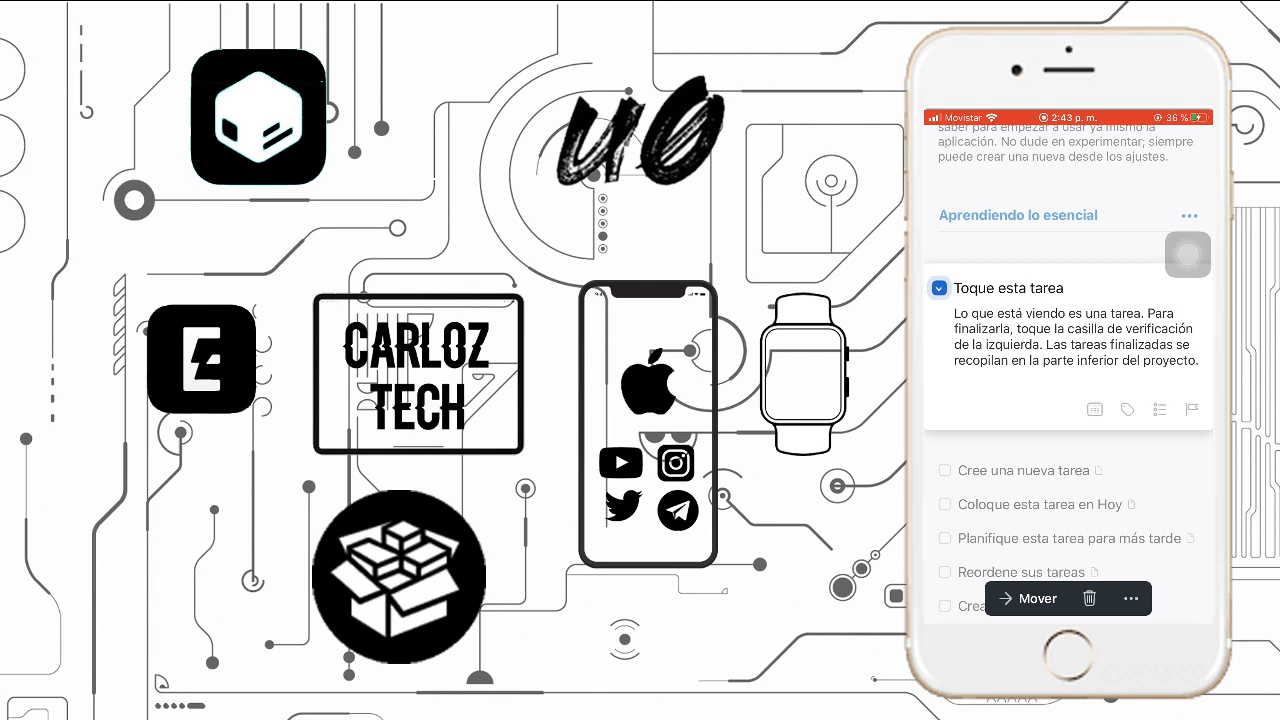 uo
CARLOZ
TECH
Movistar
2:43 p. m.
36 %
saber para empezar a usar ya mismo la
aplicación. No dude en experimentar; siempre
puede crear una nueva desde los ajustes.
Aprendiendo lo esencial
Toque esta tarea
Lo que está viendo es una tarea. Para
finalizarla, toque la casilla de verificación
de la izquierda. Las tareas finalizadas se
recopilan en la parte inferior del proyecto.
Cree una nueva tarea
Coloque esta tarea en Hoy
Planifique esta tarea para más tarde
Reordene sus tareas
Crea
Mover